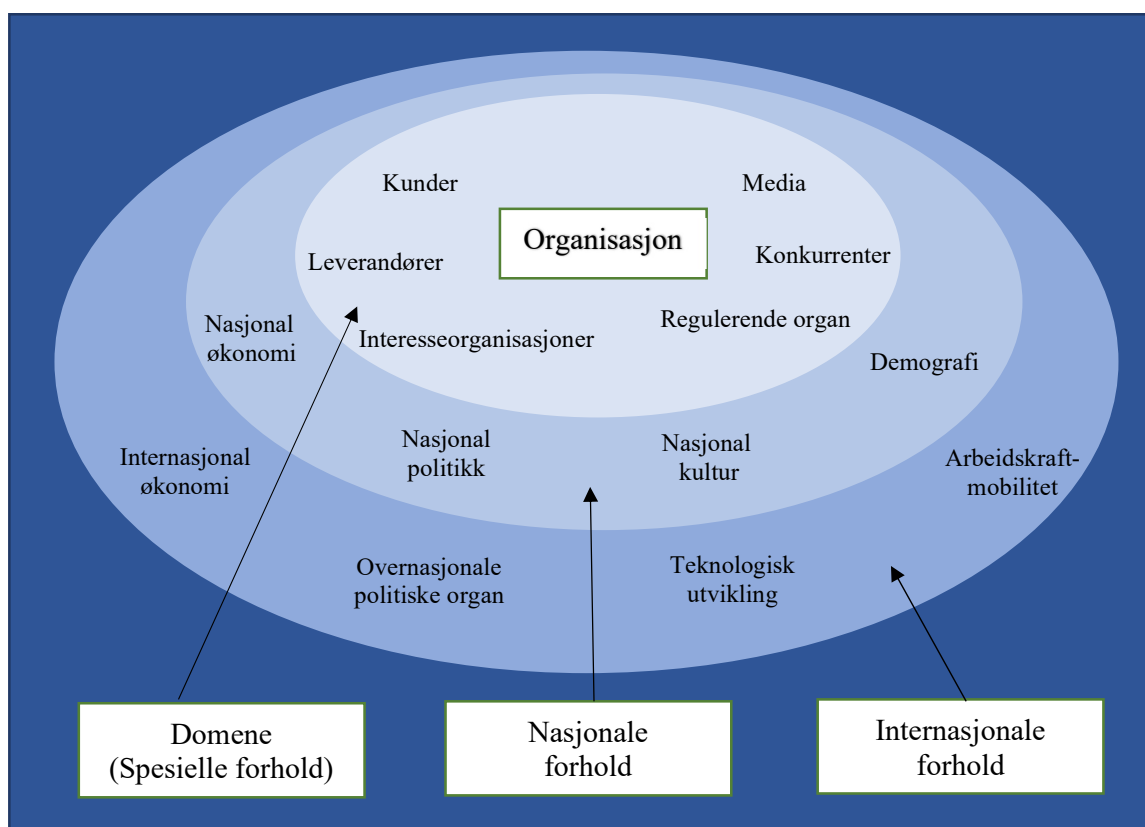 Kunder
Media
Organisasjon
Leverandører
Konkurrenter
Interesseorganisasjoner
Regulerende organ
Nasjonal
økonomi
Demografi
Nasjonal
politikk
Nasjonal
kultur
Internasjonal
økonomi
Arbeidskraft-
mobilitet
Overnasjonale
politiske organ
Teknologisk
utvikling
Domene
(Spesielle forhold)
Nasjonale
forhold
Internasjonale
forhold